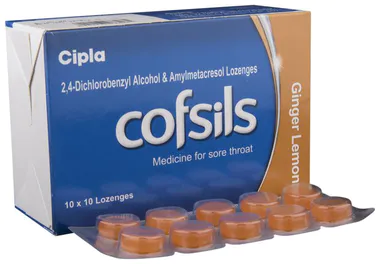 Cipla
2,4-Dichlorobenzyl Alcohol & Amylmetacresol Lozenges
cofsils
Medicine for sore throat
10 x 10 Lozenges
Ginger Lemon